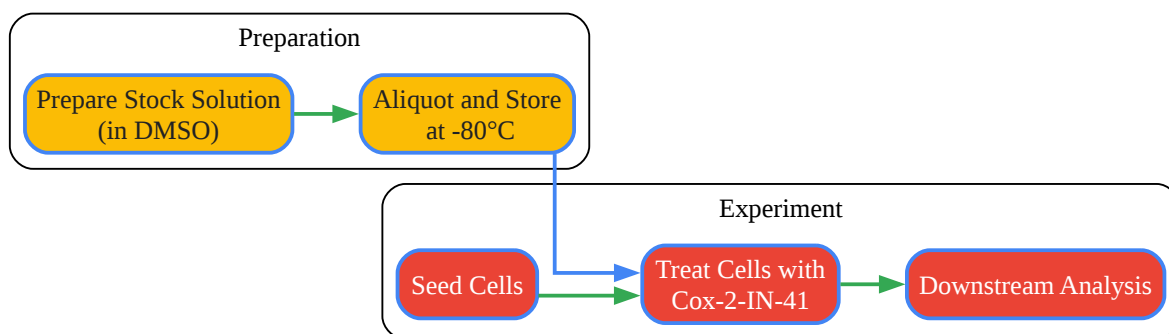 Preparation
Prepare Stock Solution
(in DMSO)
Aliquot and Store
at -80°C
Experiment
Seed Cells
Treat Cells with
Cox-2-IN-41
Downstream Analysis